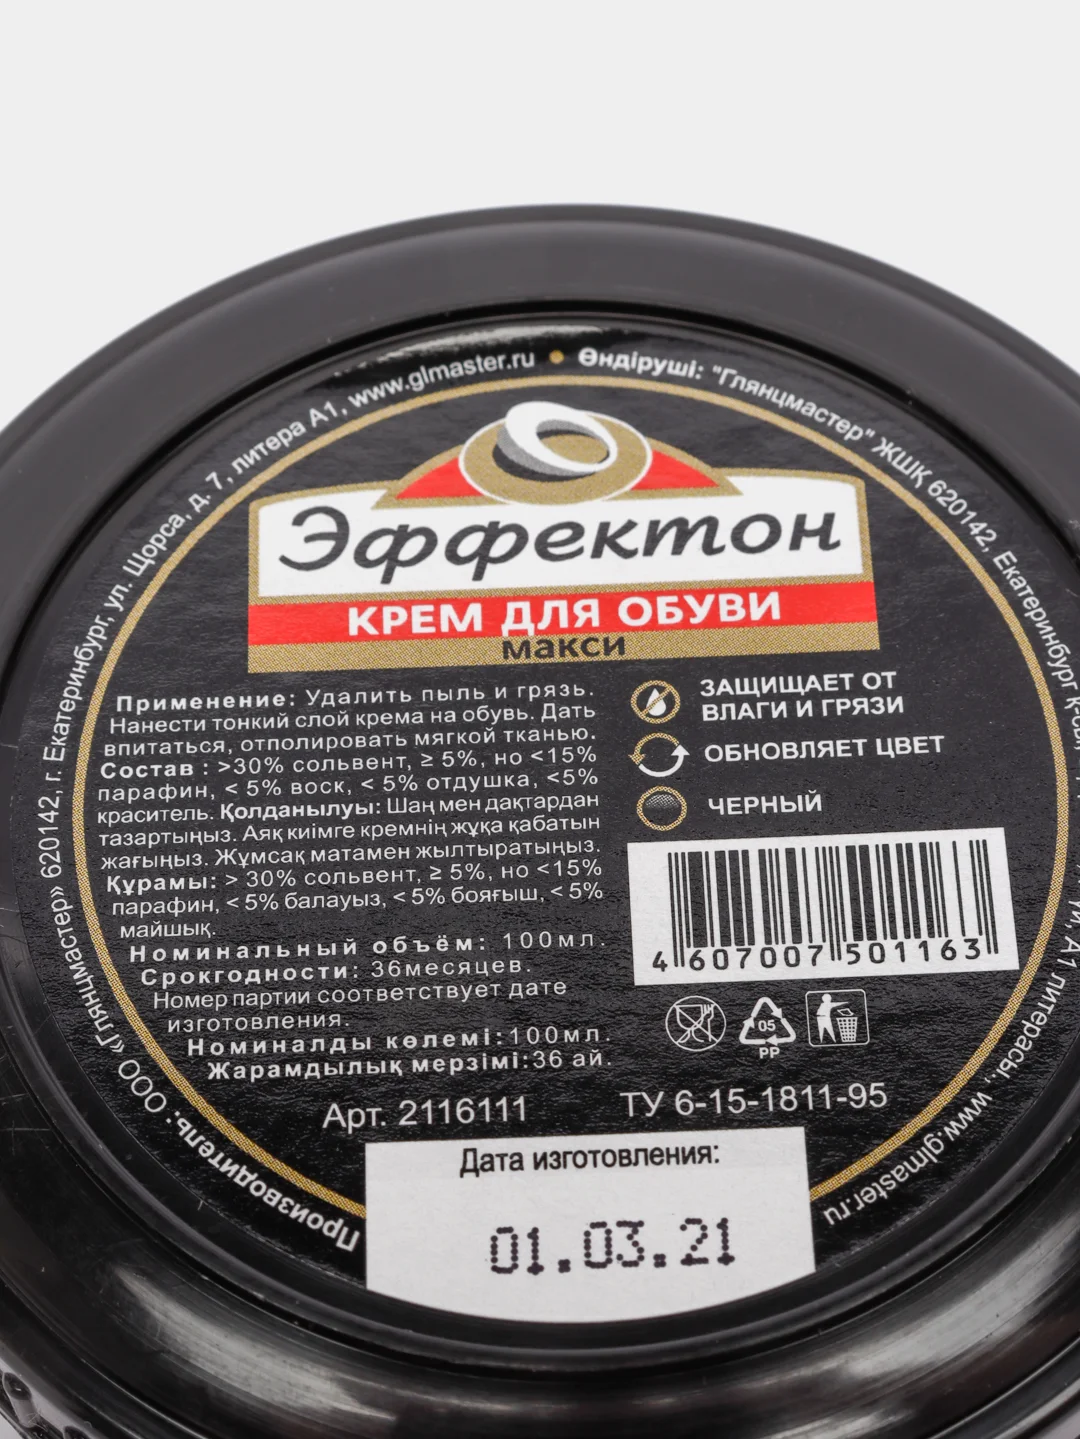 Производитель: ООО «Глянцмастер» 620142, г. Екатеринбург, ул. Щорса, д. 7, литера А1, www.glmaster.ru
Өндіруші: "Глянцмастер" ЖШҚ 620142, Екатеринбург
А1 литерасы., www.glmaster.ru
Эффектон
КРЕМ ДЛЯ ОБУВИ
макси
Применение: Удалить пыль и грязь.
Нанести тонкий слой крема на обувь. Дать
впитаться, отполировать мягкой тканью.
Состав : >30% сольвент, ≥ 5%, но <15%
парафин, < 5% воск, < 5% отдушка, <5%
краситель. Қолданылуы: Шаң мен дақтардан
тазартыңыз. Аяқ киімге кремнің жұқа қабатын
жағыңыз. Жұмсақ матамен жылтыратыңыз.
Құрамы: > 30% сольвент, ≥ 5%, но <15%
парафин, < 5% балауыз, < 5% бояғыш, < 5%
майшық.
Номинальный объём: 100мл.
Срокгодности: 36месяцев.
Номер партии соответствует дате
изготовления.
Номиналды көлемі:100мл.
Жарамдылық мерзімі:36 ай.
ЗАЩИЩАЕТ ОТ
ВЛАГИ И ГРЯЗИ
ОБНОВЛЯЕТ ЦВЕТ
ЧЕРНЫЙ
4 607007 501163
05
PP
Арт. 2116111
ТУ 6-15-1811-95
Дата изготовления:
01.03.21